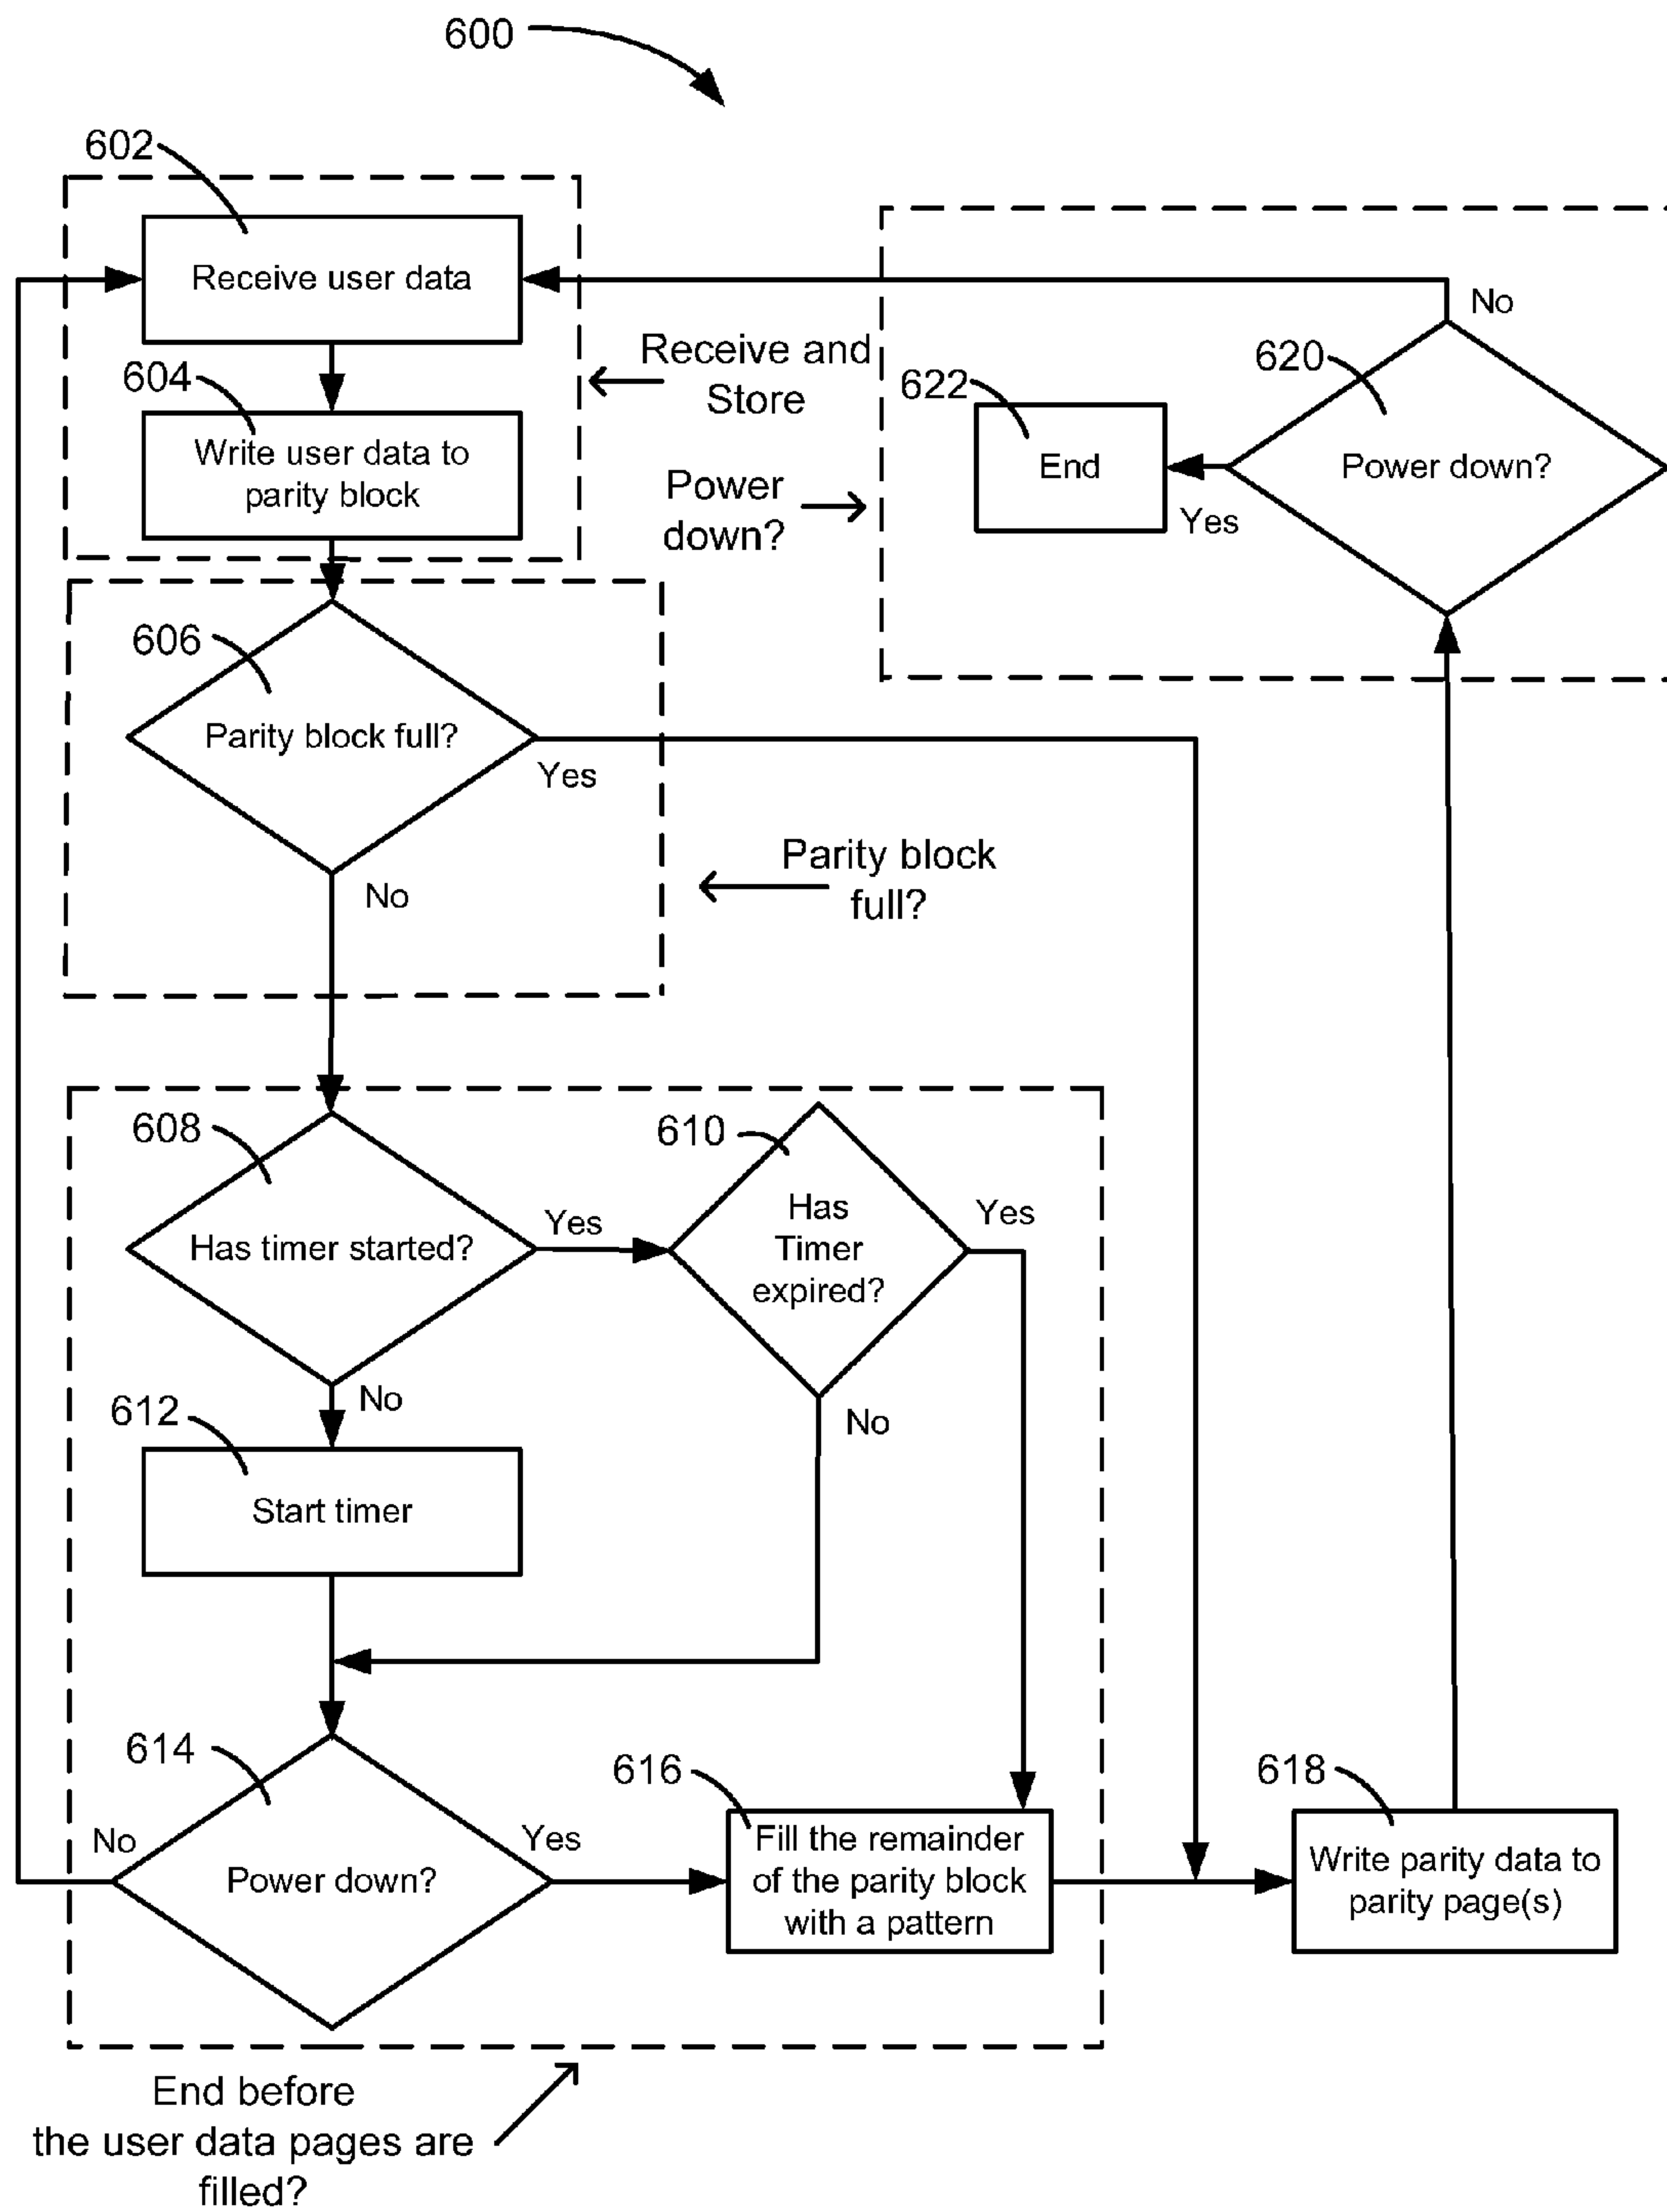 600
602
Receive user data
604
Write user data to
parity block
Receive and
Store
No
620
622
End
Power down?
Yes
Power
down?
606
Parity block full?
Yes
No
Parity block
full?
608
Has timer started?
Yes
610
Has
Timer
expired?
Yes
No
No
612
Start timer
614
No
Power down?
Yes
616
Fill the remainder
of the parity block
with a pattern
618
Write parity data to
parity page(s)
End before
the user data pages are
filled?